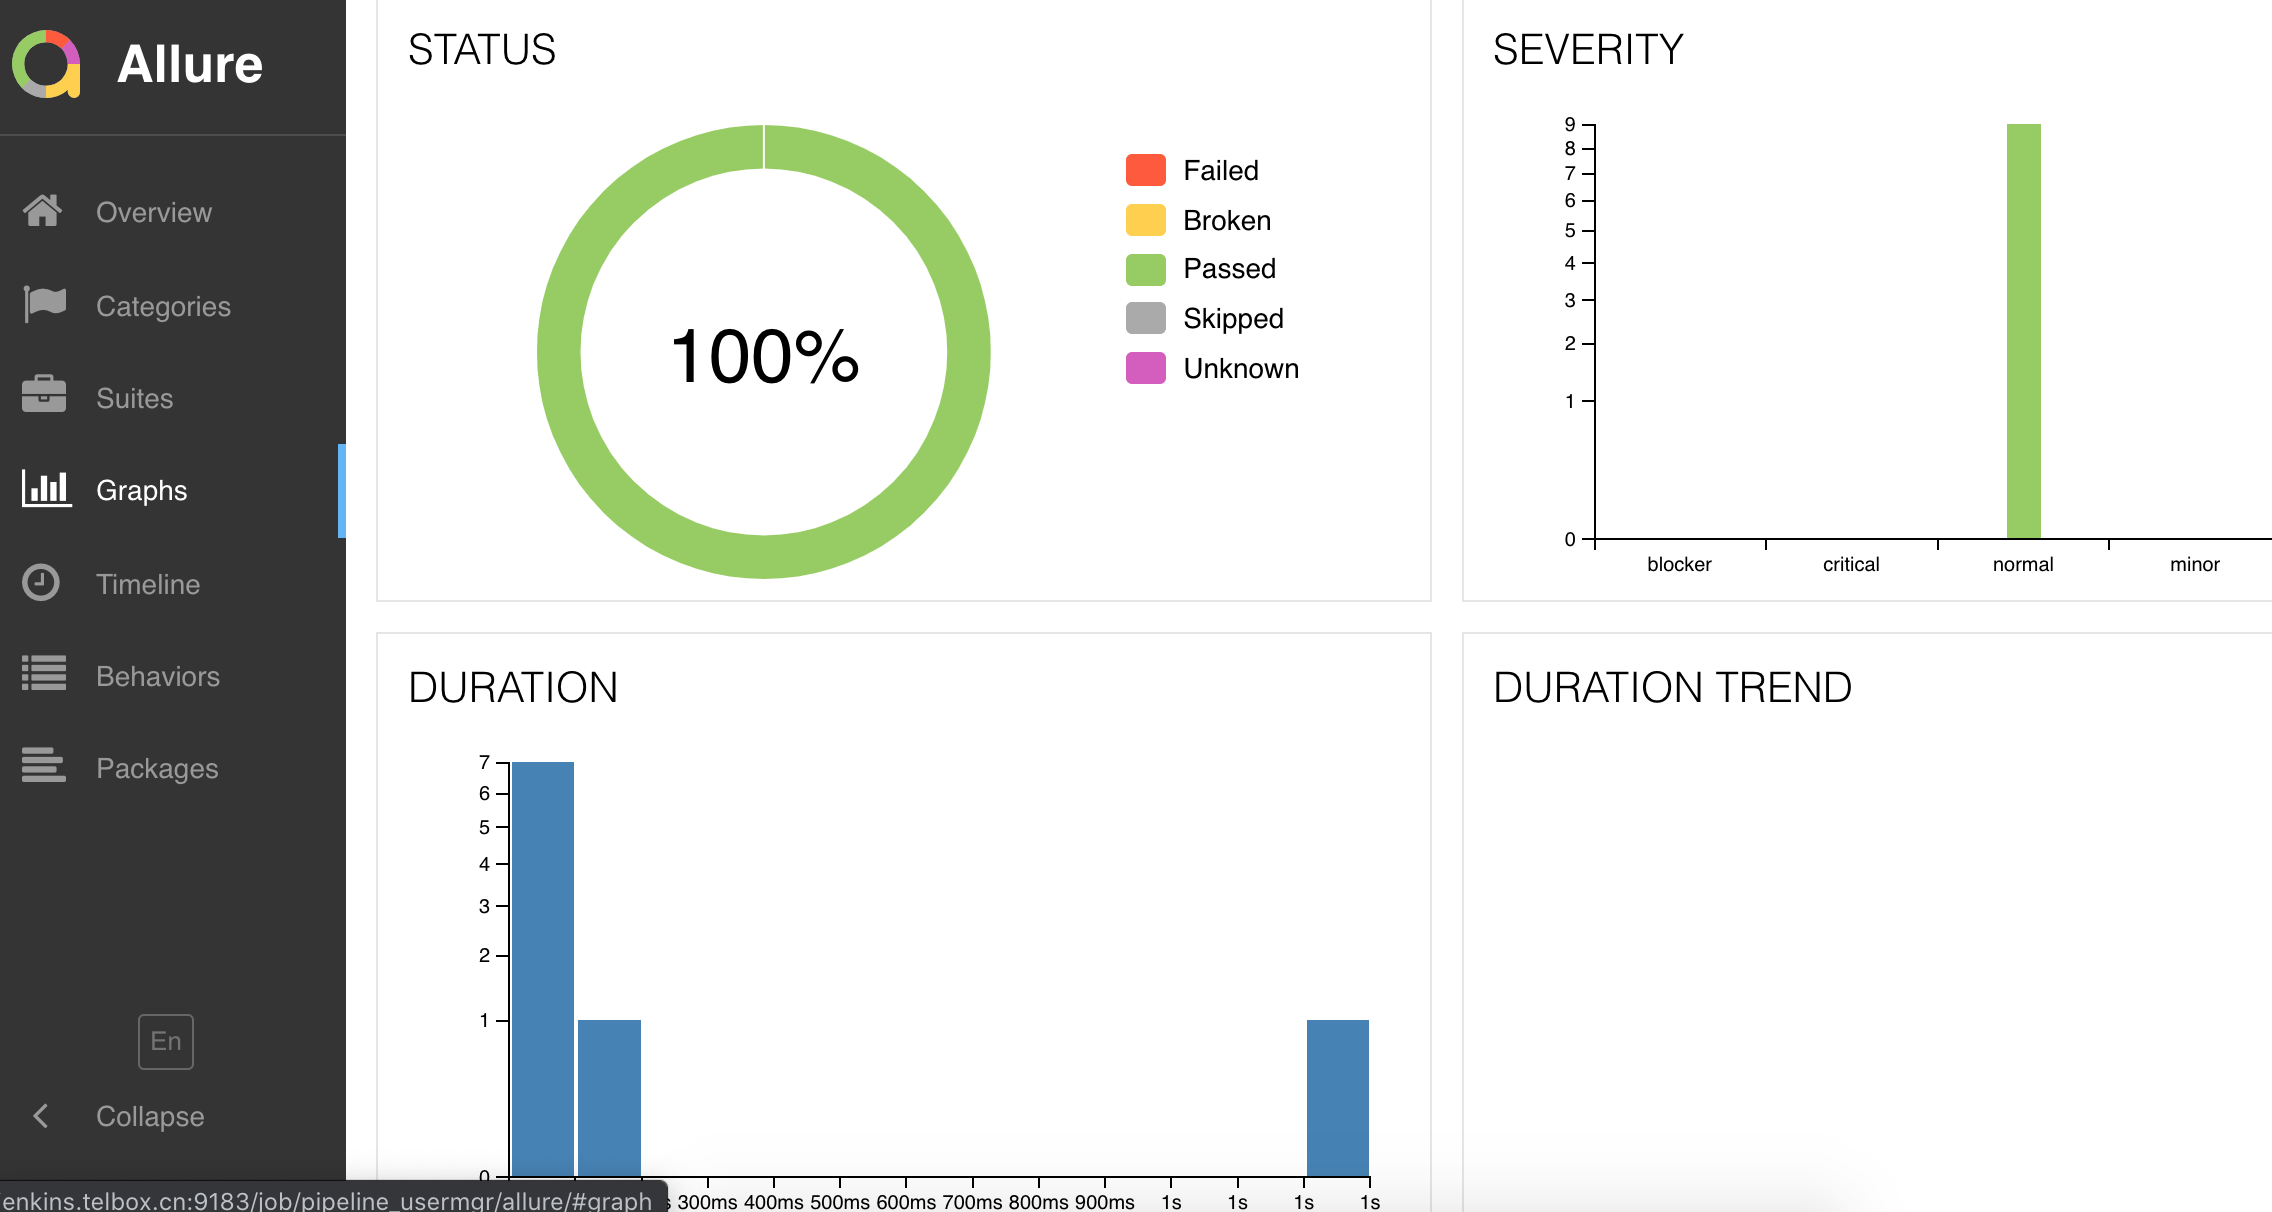 Allure
Overview
Categories
Suites
Graphs
Timeline
Behaviors
Packages
En
Collapse
STATUS
100%
Failed
Broken
Passed
Skipped
Unknown
SEVERITY
9
8
7
6
5
4
3
2
1
0
blocker critical normal minor
DURATION
7
6
5
4
3
2
1
0
300ms 400ms 500ms 600ms 700ms 800ms 900ms 1s 1s 1s 1s
DURATION TREND
enkins.telbox.cn:9183/job/pipeline_usermgr/allure/#graph